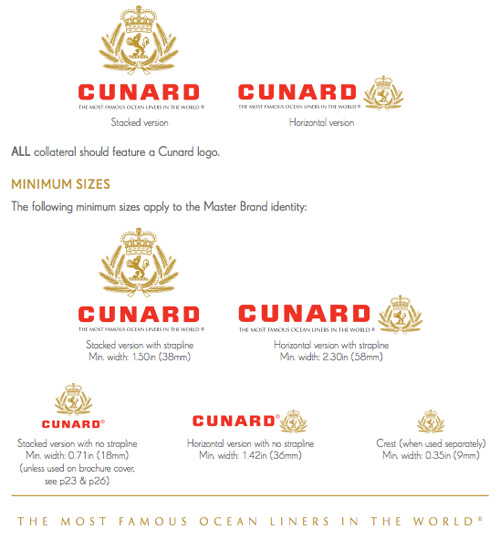 CUNARD
THE MOST FAMOUS OCEAN LINERS IN THE WORLD ®
Stacked version
CUNARD
THE MOST FAMOUS OCEAN LINERS IN THE WORLD ®
Horizontal version
ALL collateral should feature a Cunard logo.
MINIMUM SIZES
The following minimum sizes apply to the Master Brand identity:
CUNARD
THE MOST FAMOUS OCEAN LINERS IN THE WORLD ®
Stacked version with strapline
Min. width: 1.50in (38mm)
CUNARD
THE MOST FAMOUS OCEAN LINERS IN THE WORLD ®
Horizontal version with strapline
Min. width: 2.30in (58mm)
CUNARD®
Stacked version with no strapline
Min. width: 0.71in (18mm)
(unless used on brochure cover,
see p23 & p26)
CUNARD®
Horizontal version with no strapline
Min. width: 1.42in (36mm)
Crest (when used separately)
Min. width: 0.35in (9mm)
THE MOST FAMOUS OCEAN LINERS IN THE WORLD®